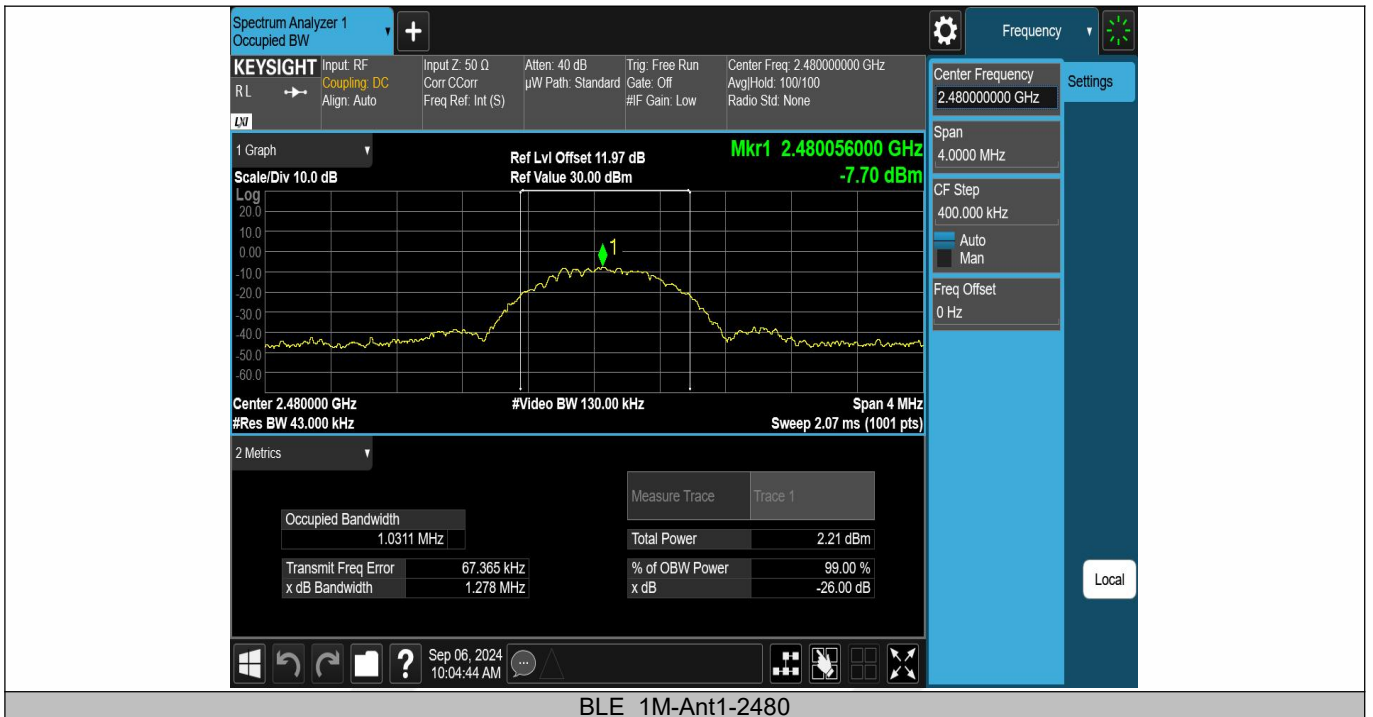 Spectrum Analyzer 1
Occupied BW
+
Frequency
KEYSIGHT
RL
LXI
Input: RF
Coupling: DC
Align: Auto
Input Z: 50 Ω
Corr CCorr
Freq Ref: Int (S)
Atten: 40 dB
µW Path: Standard
Trig: Free Run
Gate: Off
#IF Gain: Low
Center Freq: 2.480000000 GHz
Avg|Hold: 100/100
Radio Std: None
Center Frequency
2.480000000 GHz
Settings
Span
4.0000 MHz
CF Step
400.000 kHz
Auto
Man
Freq Offset
0 Hz
Local
1 Graph
Scale/Div 10.0 dB
Ref Lvl Offset 11.97 dB
Ref Value 30.00 dBm
Mkr1 2.480056000 GHz
-7.70 dBm
Log
20.0
10.0
0.00
-10.0
-20.0
-30.0
-40.0
-50.0
-60.0
1
Center 2.480000 GHz
#Video BW 130.00 kHz
Span 4 MHz
#Res BW 43.000 kHz
Sweep 2.07 ms (1001 pts)
2 Metrics
Measure Trace Trace 1
Occupied Bandwidth
1.0311 MHz
Total Power 2.21 dBm
Transmit Freq Error 67.365 kHz
% of OBW Power 99.00 %
x dB Bandwidth 1.278 MHz
x dB -26.00 dB
?
Sep 06, 2024
10:04:44 AM
BLE_1M-Ant1-2480